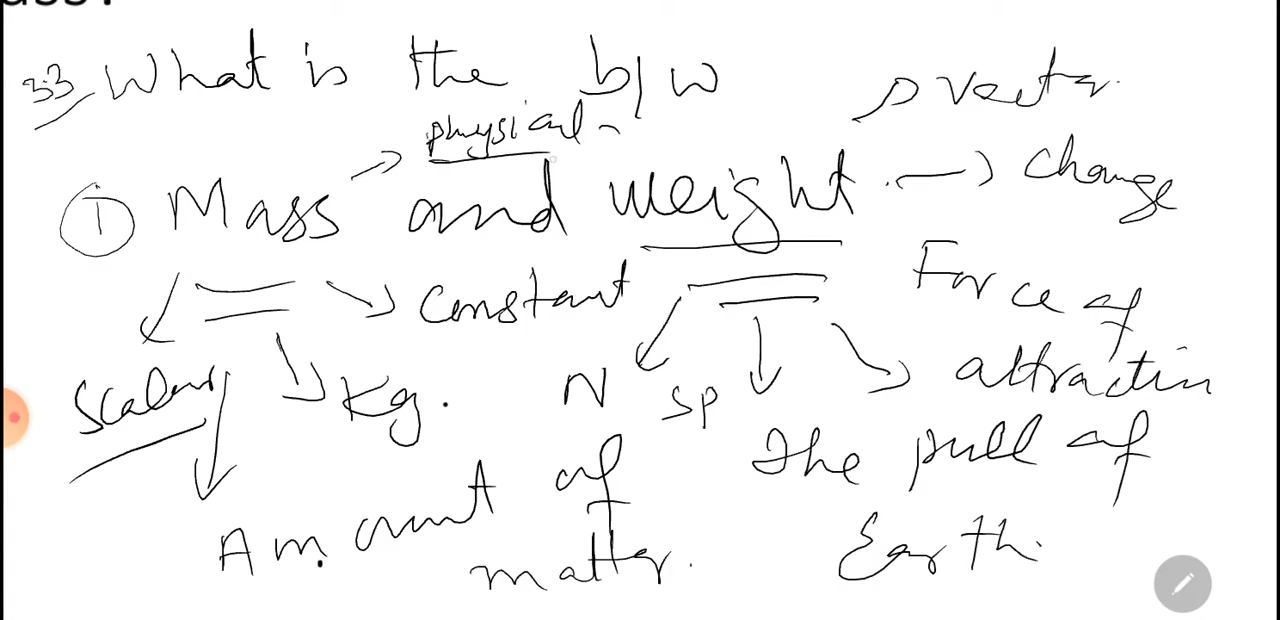 3.3 What is the b/w
vector
physical
① Mass and weight → change
constant
Force of
scalar
Kg.
N
SP
attraction
the pull of
Amount of
matter.
Earth.